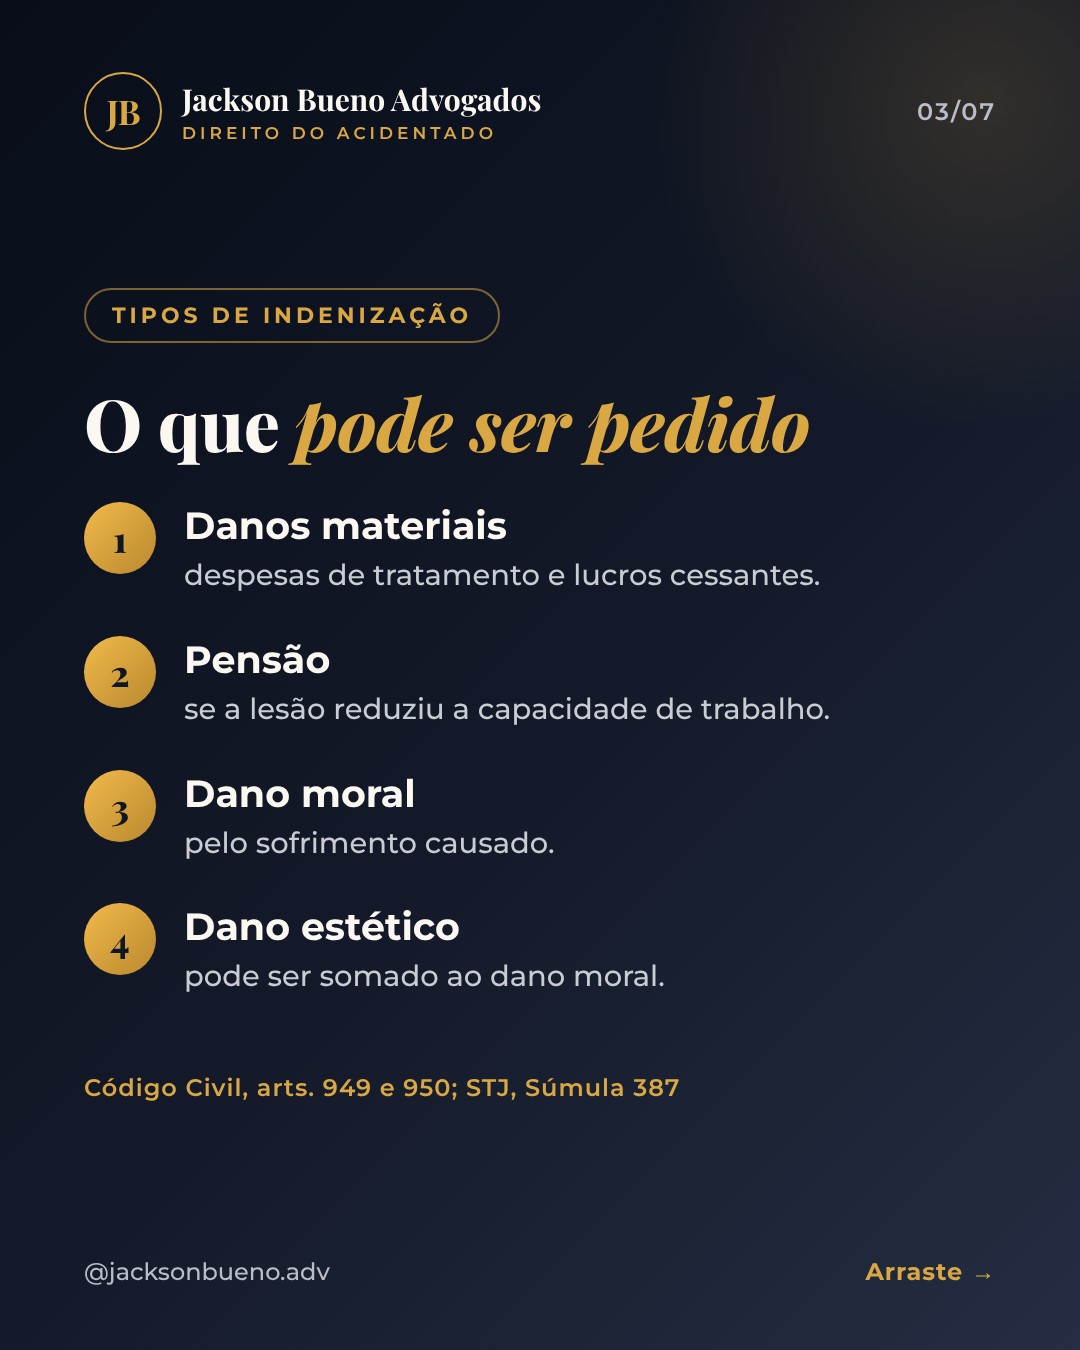 JB
Jackson Bueno Advogados
DIREITO DO ACIDENTADO
03/07
TIPOS DE INDENIZAÇÃO
O que pode ser pedido
1
Danos materiais
despesas de tratamento e lucros cessantes.
2
Pensão
se a lesão reduziu a capacidade de trabalho.
3
Dano moral
pelo sofrimento causado.
4
Dano estético
pode ser somado ao dano moral.
Código Civil, arts. 949 e 950; STJ, Súmula 387
@jacksonbueno.adv
Arraste →